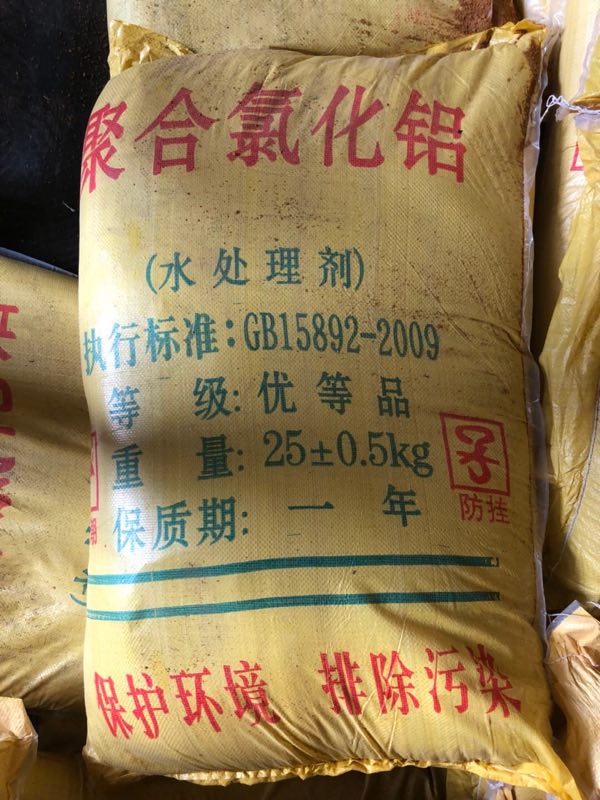 聚合氯化铝
(水处理剂)
执行标准:GB15892-2009
等级:优等品
重量:25±0.5kg
保质期:一年
防挂
保护环境 排除污染